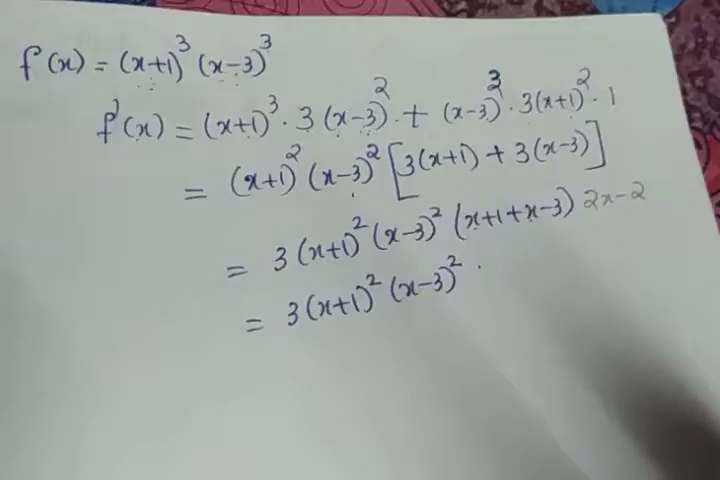 f(x) = (x+1)³ (x-3)³
f'(x) = (x+1)³ · 3 (x-3)² · + (x-3)³ · 3(x+1)² · 1
= (x+1)² (x-3)² [3(x+1) + 3(x-3)]
= 3 (x+1)² (x-3)² (x+1+x-3) 2x-2
= 3(x+1)² (x-3)² ·